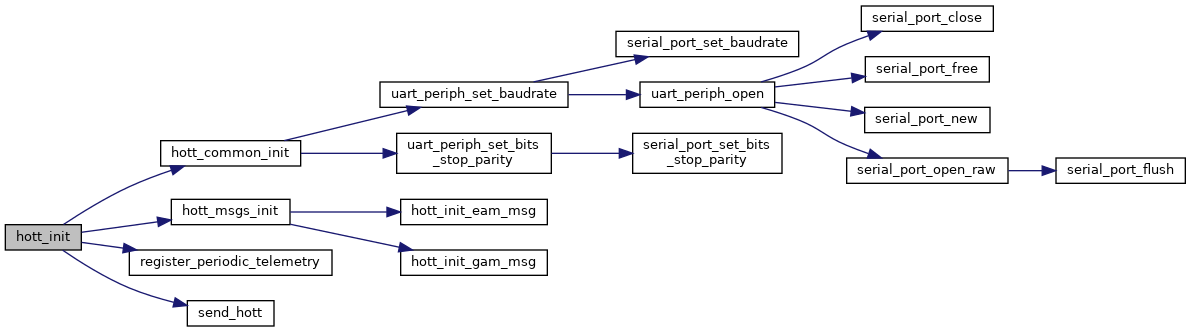 serial_port_close
serial_port_set_baudrate
serial_port_free
uart_periph_set_baudrate
uart_periph_open
serial_port_new
hott_common_init
uart_periph_set_bits
_stop_parity
serial_port_set_bits
_stop_parity
serial_port_open_raw
serial_port_flush
hott_msgs_init
hott_init_eam_msg
hott_init
register_periodic_telemetry
hott_init_gam_msg
send_hott